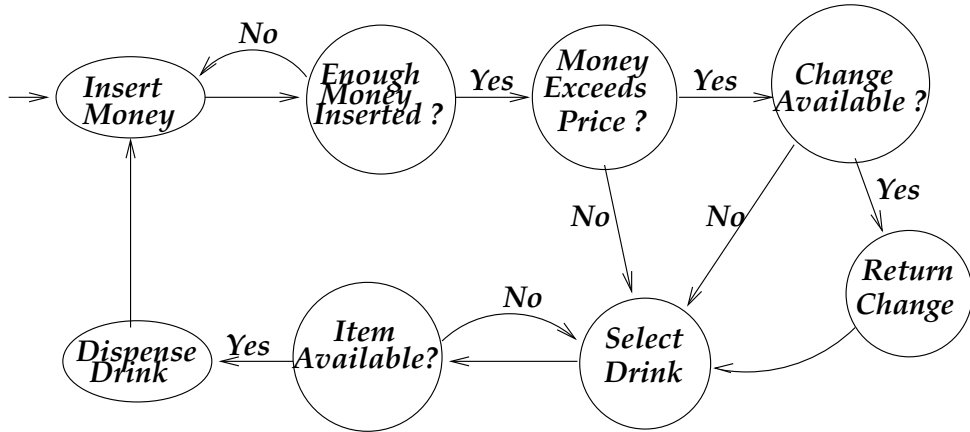 No
Insert
Money
Enough
Money
Inserted ?
Yes
Money
Exceeds
Price ?
Yes
Change
Available ?
No
No
Yes
Return
Change
Dispense
Drink
Yes
Item
Available?
No
Select
Drink